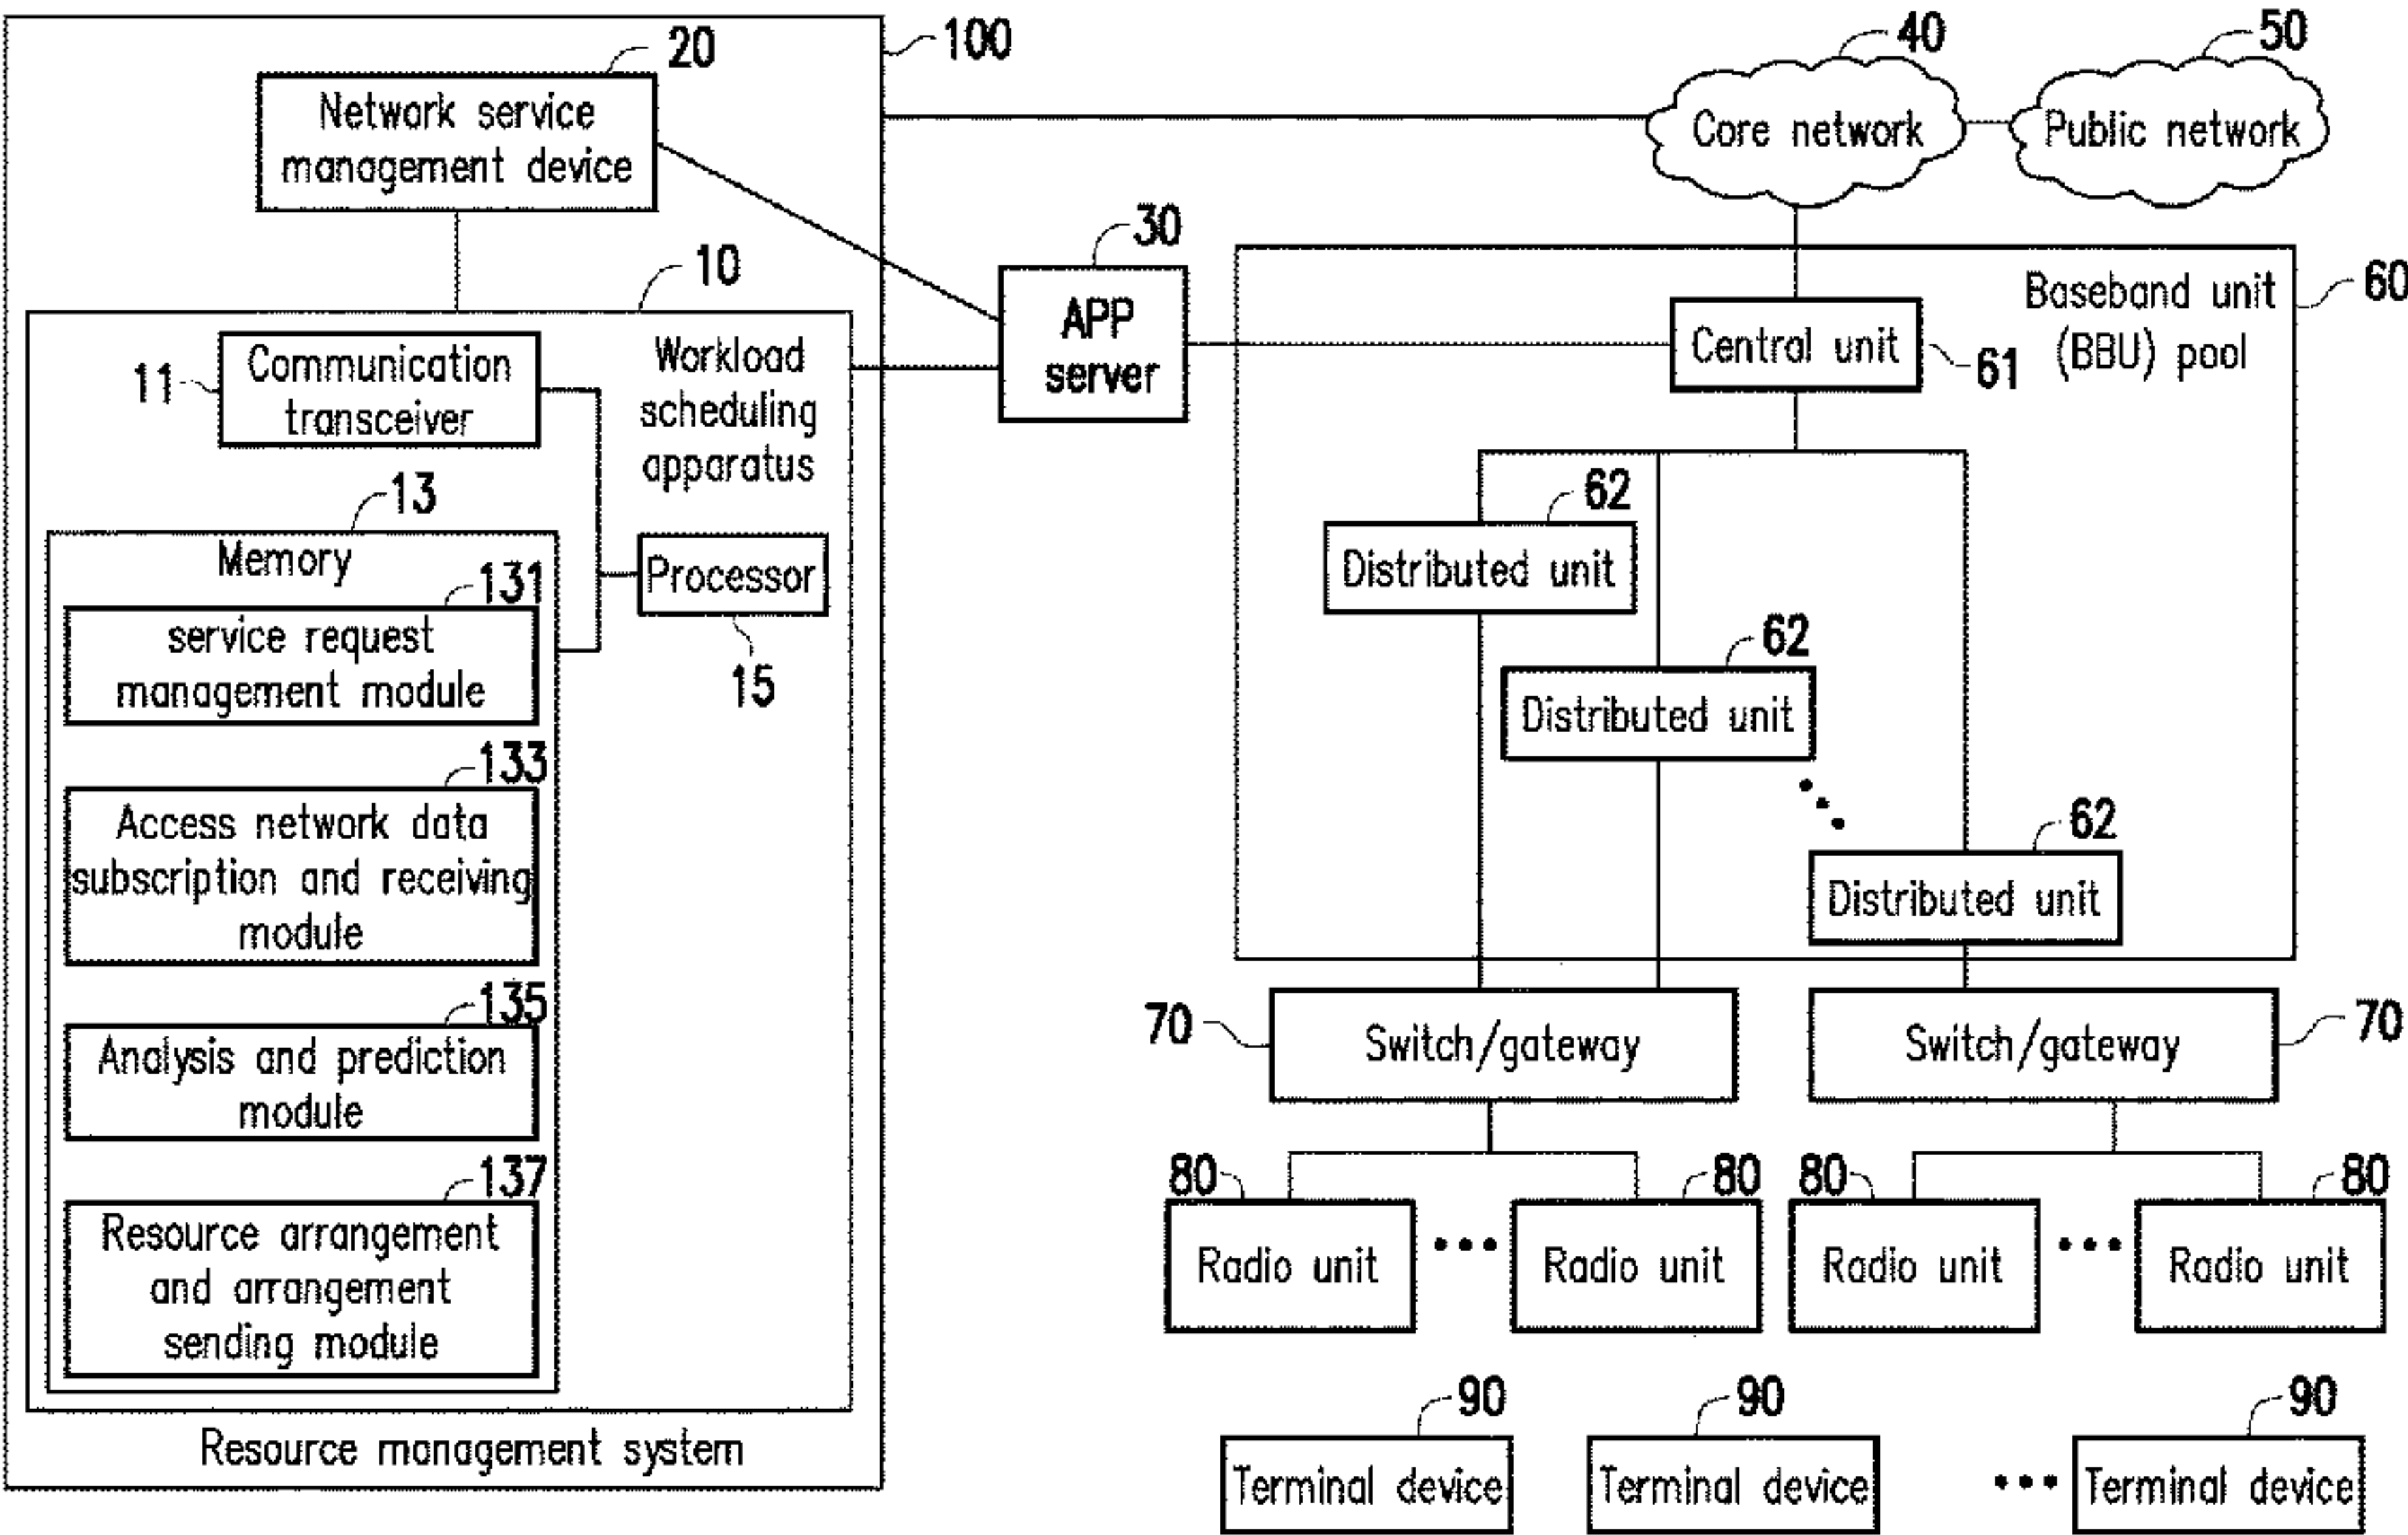 100
20
Network service
management device
10
11
Communication
transceiver
Workload
scheduling
apparatus
13
Memory
131
service request
management module
Processor
15
133
Access network data
subscription and receiving
module
135
Analysis and prediction
module
137
Resource arrangement
and arrangement
sending module
Resource management system
30
APP
server
40
Core network
50
Public network
60
Baseband unit
(BBU) pool
Central unit
61
62
Distributed unit
62
Distributed unit
62
Distributed unit
70
Switch/gateway
Switch/gateway
70
80
80
80
80
Radio unit
Radio unit
Radio unit
Radio unit
90
90
90
Terminal device
Terminal device
Terminal device